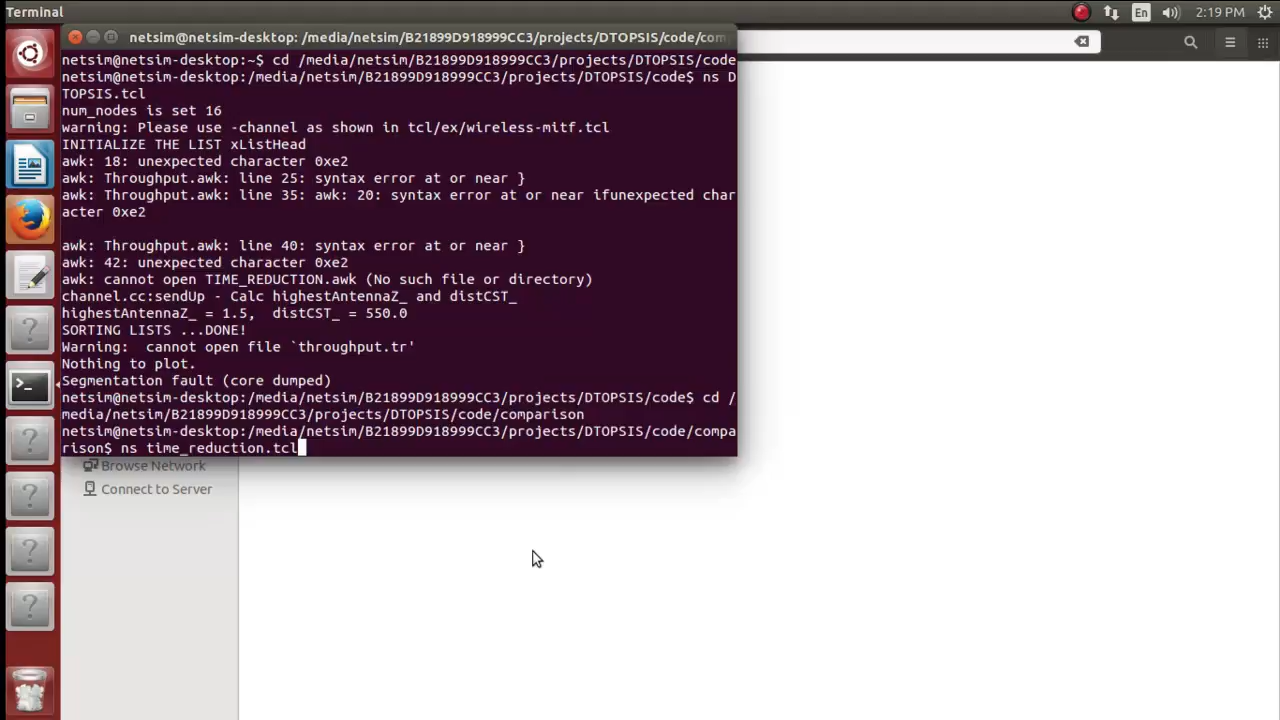 Terminal
En
2:19 PM
netsim@netsim-desktop: /media/netsim/B21899D918999CC3/projects/DTOPSIS/code/com
netsim@netsim-desktop:~$ cd /media/netsim/B21899D918999CC3/projects/DTOPSIS/code
netsim@netsim-desktop:/media/netsim/B21899D918999CC3/projects/DTOPSIS/code$ ns D
TOPSIS.tcl
num_nodes is set 16
warning: Please use -channel as shown in tcl/ex/wireless-mitf.tcl
INITIALIZE THE LIST xListHead
awk: 18: unexpected character 0xe2
awk: Throughput.awk: line 25: syntax error at or near }
awk: Throughput.awk: line 35: awk: 20: syntax error at or near ifunexpected char
acter 0xe2
awk: Throughput.awk: line 40: syntax error at or near }
awk: 42: unexpected character 0xe2
awk: cannot open TIME_REDUCTION.awk (No such file or directory)
channel.cc:sendUp - Calc highestAntennaZ_ and distCST_
highestAntennaZ_ = 1.5,  distCST_ = 550.0
SORTING LISTS ...DONE!
Warning:  cannot open file `throughput.tr'
Nothing to plot.
Segmentation fault (core dumped)
netsim@netsim-desktop:/media/netsim/B21899D918999CC3/projects/DTOPSIS/code$ cd /
media/netsim/B21899D918999CC3/projects/DTOPSIS/code/comparison
netsim@netsim-desktop:/media/netsim/B21899D918999CC3/projects/DTOPSIS/code/compa
rison$ ns time_reduction.tcl
Browse Network
Connect to Server